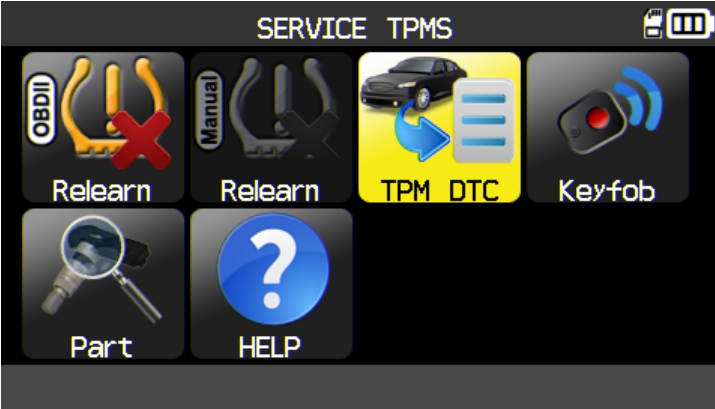 SERVICE TPMS
OBDII
Relearn
Manual
Relearn
TPM DTC
Keyfob
Part
?
HELP